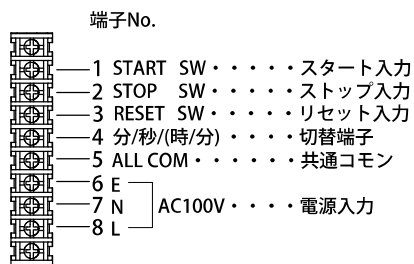 端子No.
1 START SW・・・・・スタート入力
2 STOP SW・・・・・ストップ入力
3 RESET SW・・・・・リセット入力
4 分/秒/(時/分)・・・・切替端子
5 ALL COM・・・・・・共通コモン
6 E
7 N AC100V・・・・電源入力
8 L